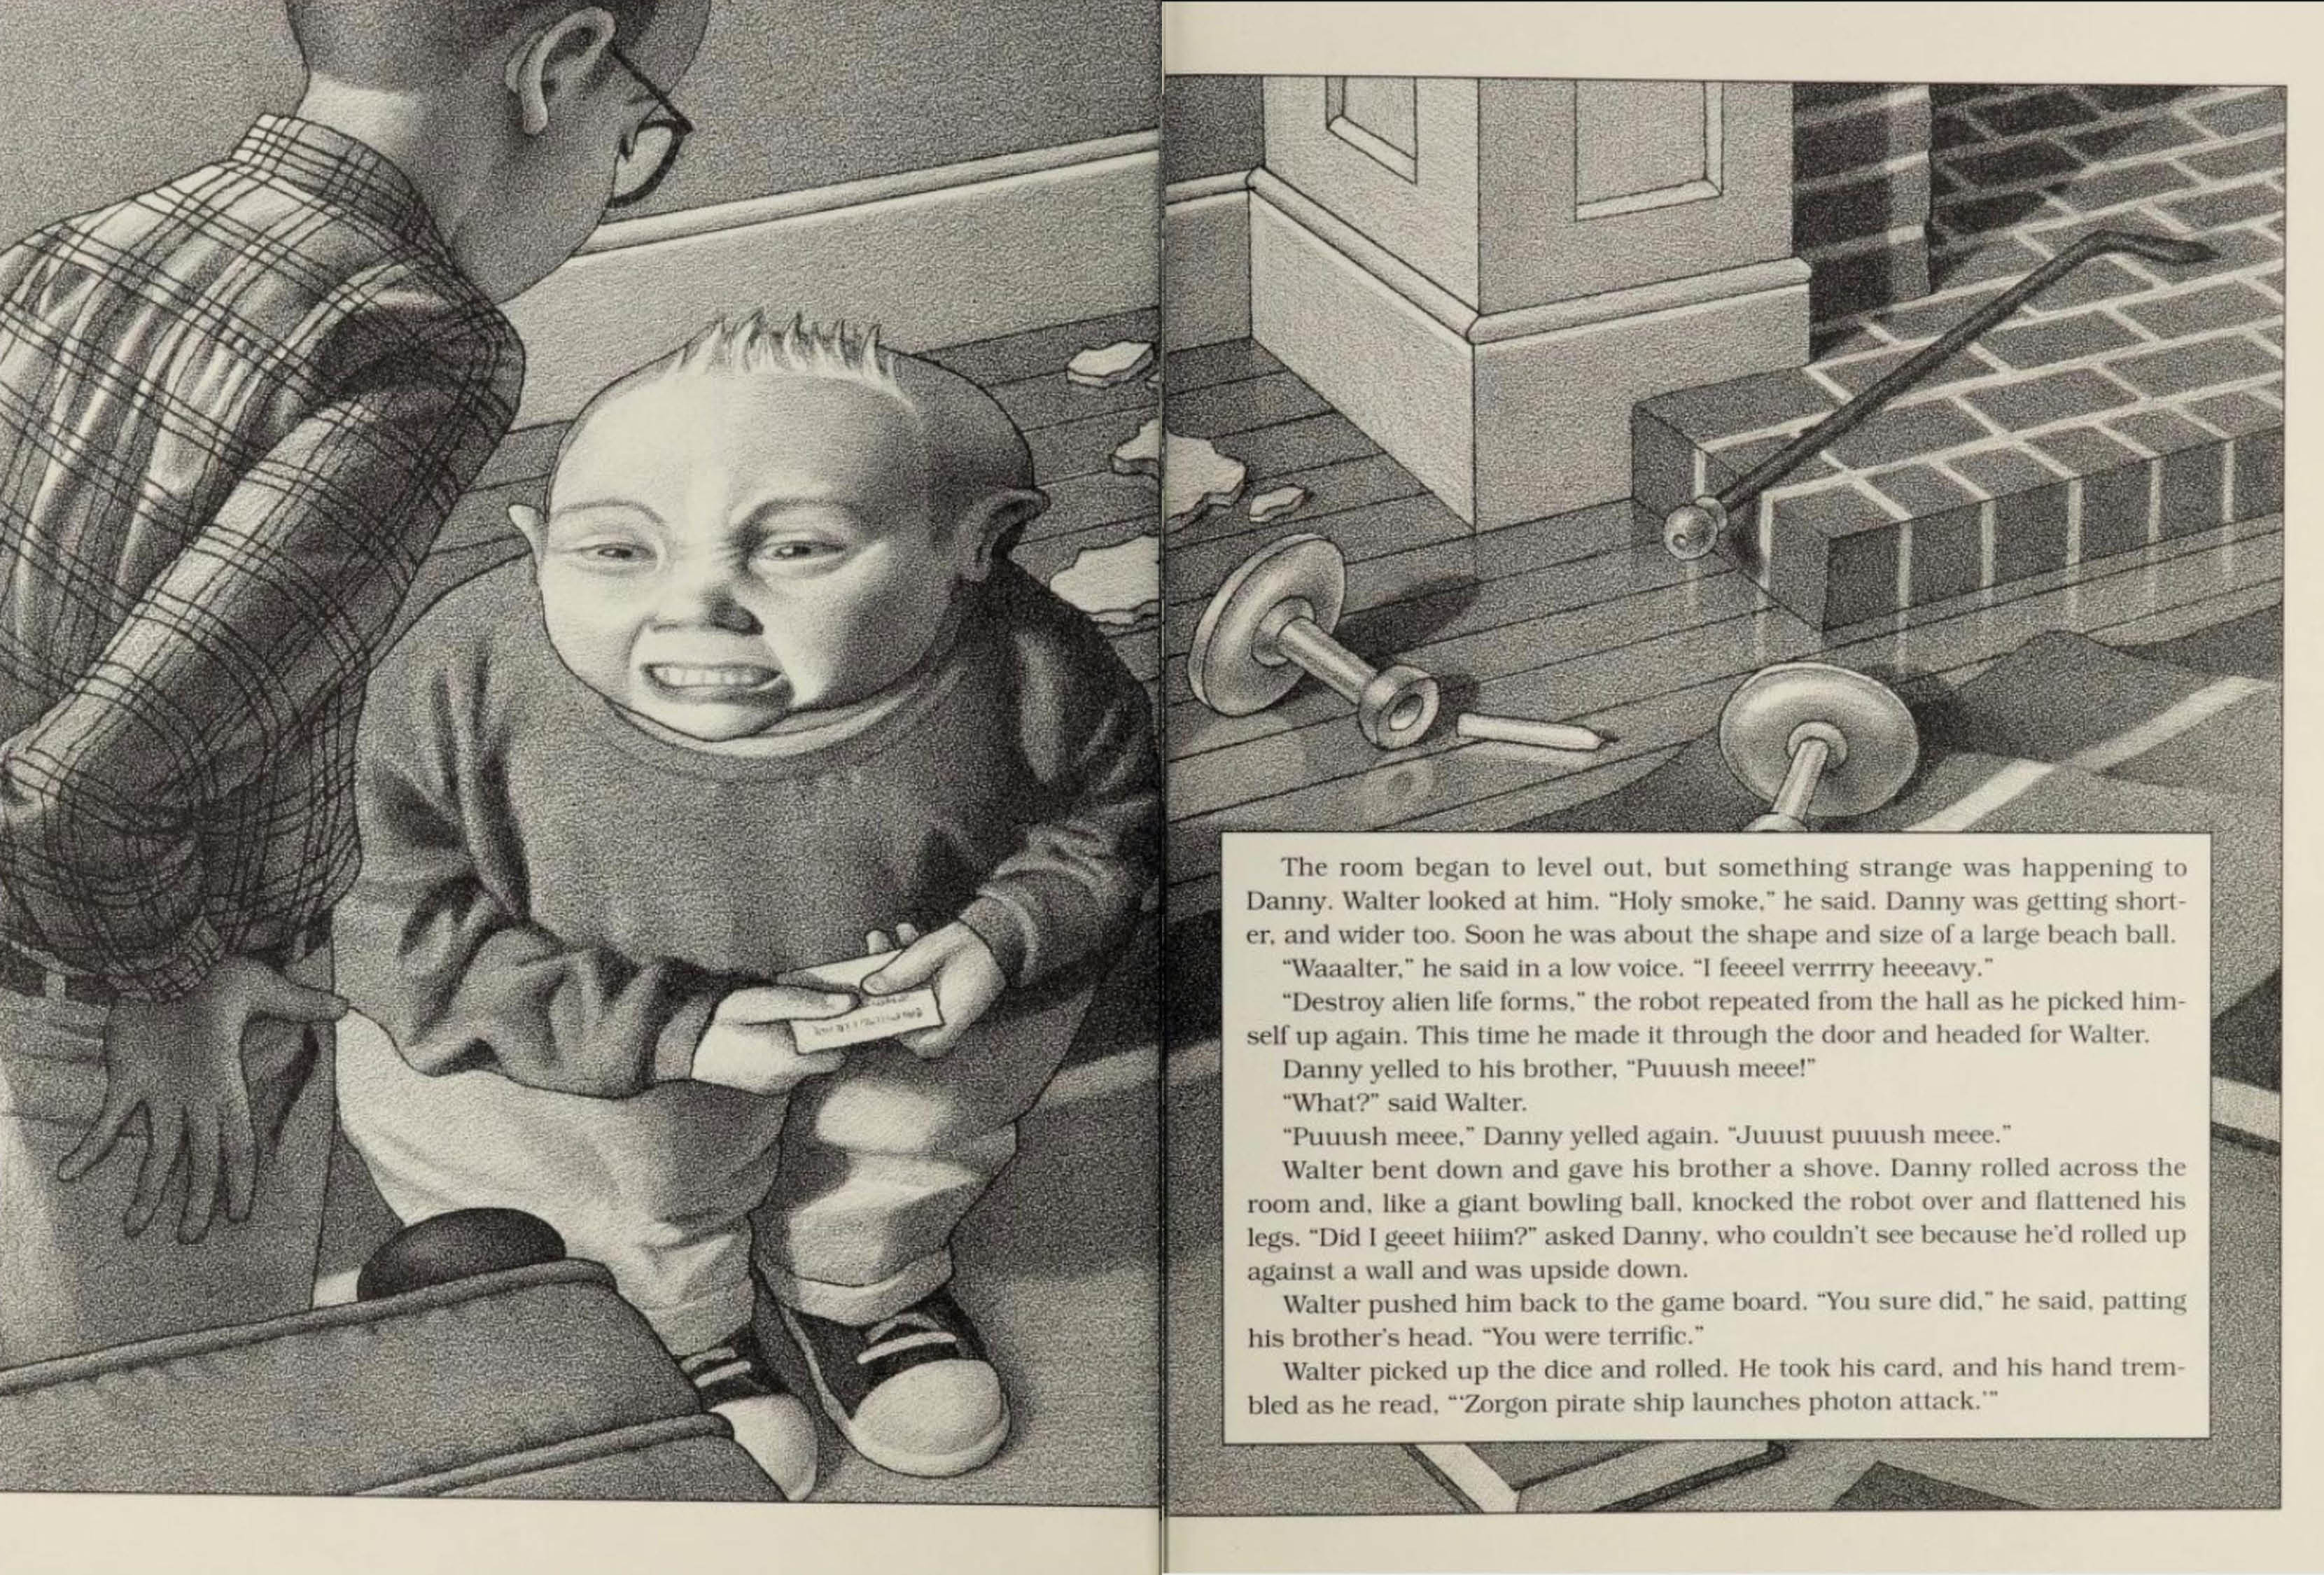 The room began to level out, but something strange was happening to
Danny. Walter looked at him. “Holy smoke,” he said. Danny was getting short-
er, and wider too. Soon he was about the shape and size of a large beach ball.
“Waaalter,” he said in a low voice. “I feeeel verrrry heeeavy.”
“Destroy alien life forms,” the robot repeated from the hall as he picked him-
self up again. This time he made it through the door and headed for Walter.
Danny yelled to his brother, “Puuush meee!”
“What?” said Walter.
“Puuush meee,” Danny yelled again. “Juuust puuush meee.”
Walter bent down and gave his brother a shove. Danny rolled across the
room and, like a giant bowling ball, knocked the robot over and flattened his
legs. “Did I geeet hiiim?” asked Danny, who couldn’t see because he’d rolled up
against a wall and was upside down.
Walter pushed him back to the game board. “You sure did,” he said, patting
his brother’s head. “You were terrific.”
Walter picked up the dice and rolled. He took his card, and his hand trem-
bled as he read, “‘Zorgon pirate ship launches photon attack.’”